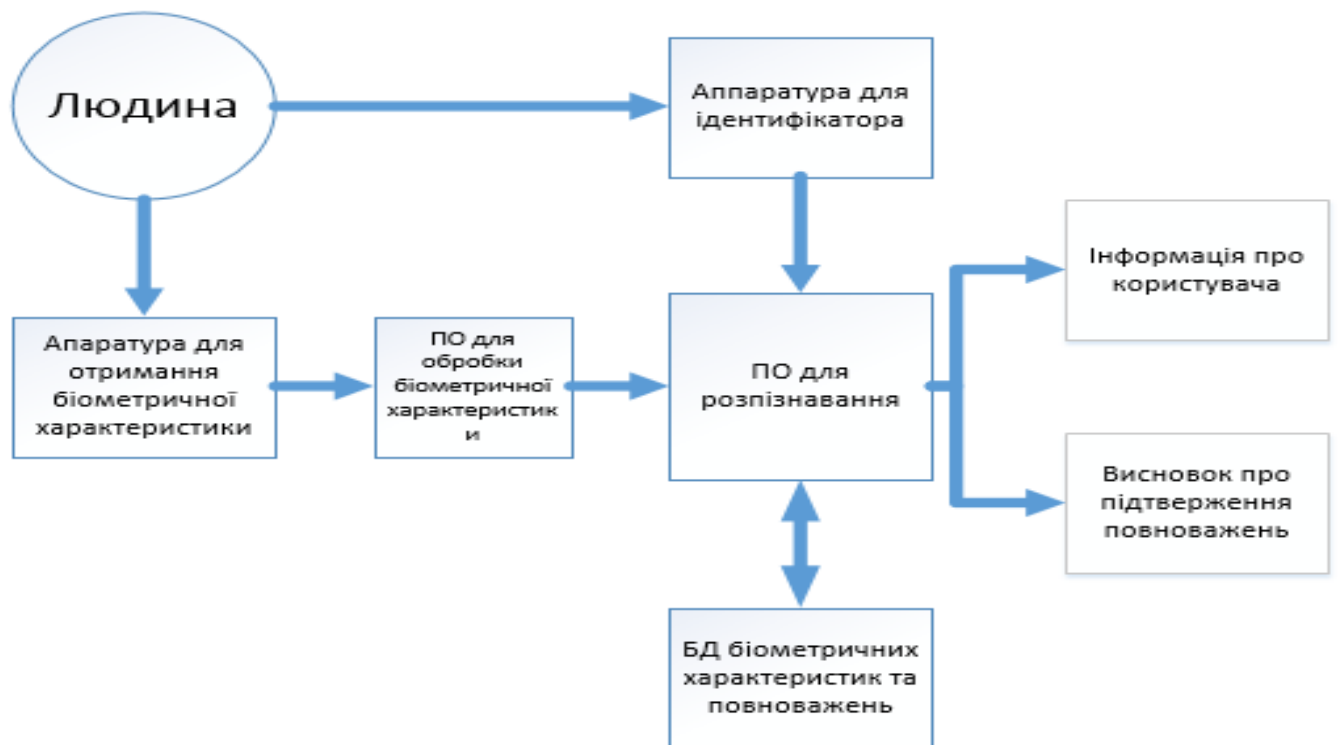 Людина
Аппаратура для
ідентифікатора
Інформація про
користувача
Апаратура для
отримання
біометричної
характеристики
ПО для
обробки
біометричної
характеристик
и
ПО для
розпізнавання
Висновок про
підтверження
повноважень
БД біометричних
характеристик та
повноважень